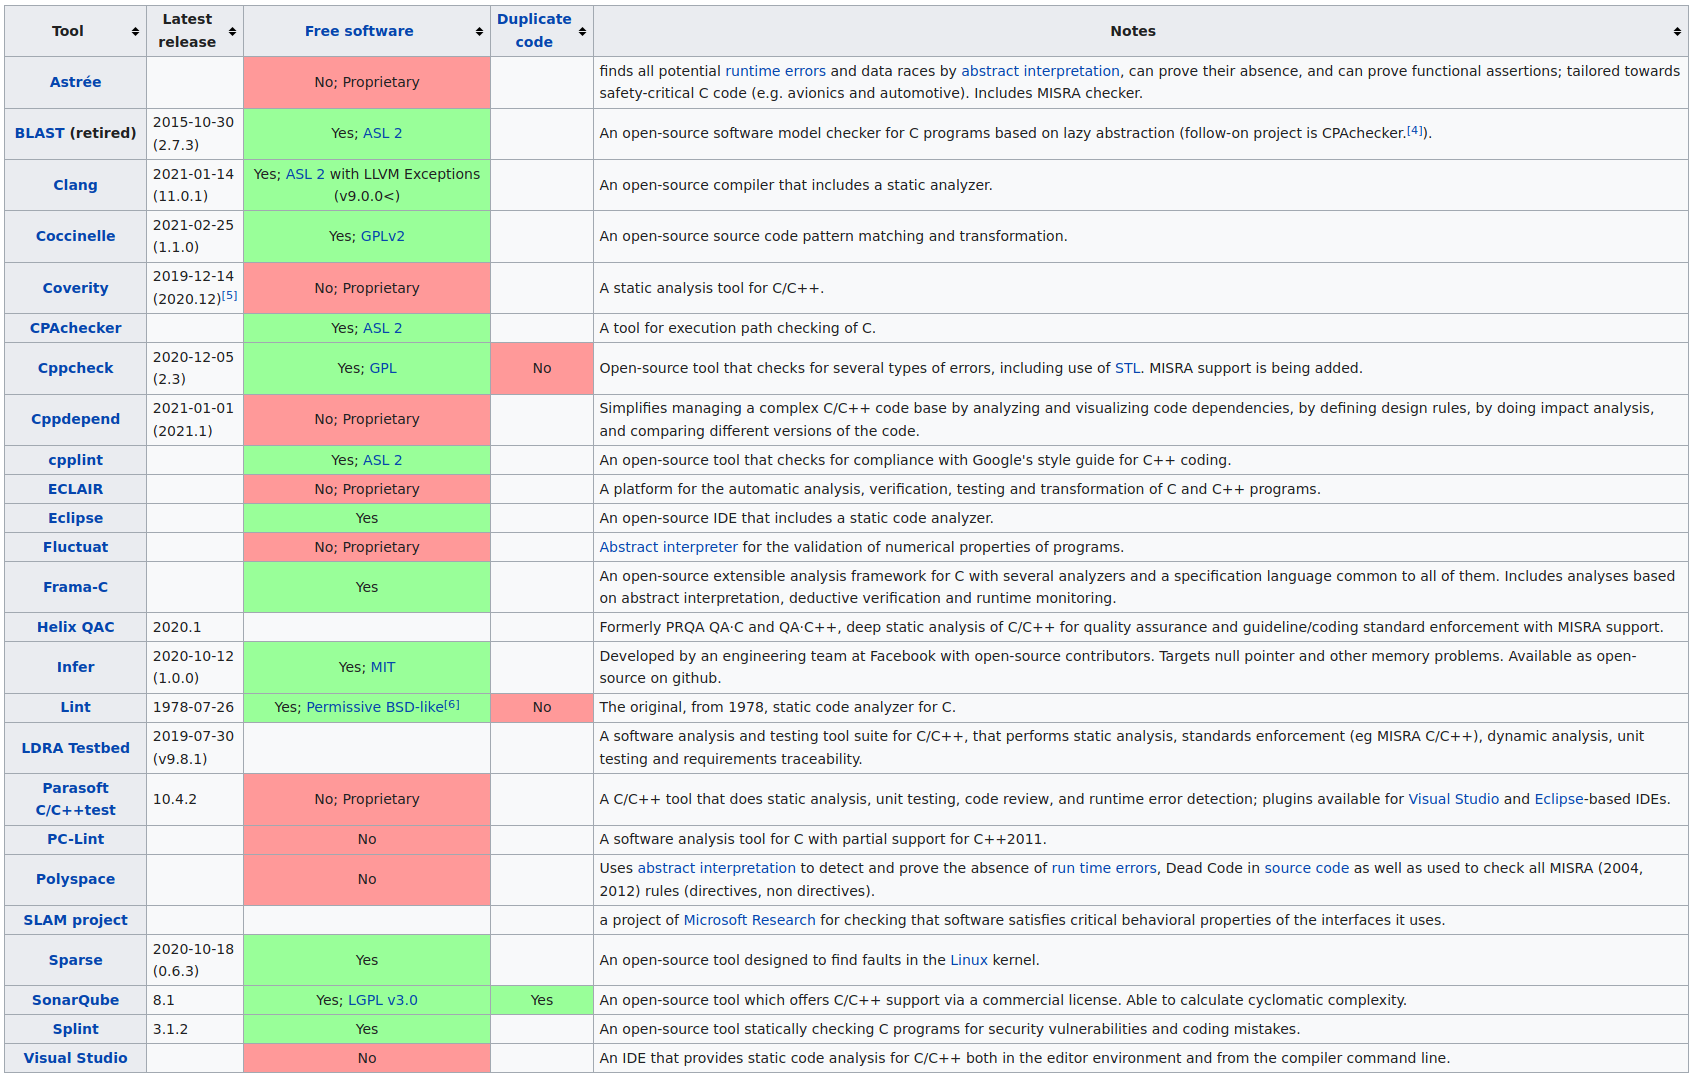 Tool
Latest release
Free software
Duplicate code
Notes
Astrée
No; Proprietary
finds all potential runtime errors and data races by abstract interpretation, can prove their absence, and can prove functional assertions; tailored towards
safety-critical C code (e.g. avionics and automotive). Includes MISRA checker.
BLAST (retired)
2015-10-30
(2.7.3)
Yes; ASL 2
An open-source software model checker for C programs based on lazy abstraction (follow-on project is CPAchecker.[4]).
Clang
2021-01-14
(11.0.1)
Yes; ASL 2 with LLVM Exceptions
(v9.0.0<)
An open-source compiler that includes a static analyzer.
Coccinelle
2021-02-25
(1.1.0)
Yes; GPLv2
An open-source source code pattern matching and transformation.
Coverity
2019-12-14
(2020.12)[5]
No; Proprietary
A static analysis tool for C/C++.
CPAchecker
Yes; ASL 2
A tool for execution path checking of C.
Cppcheck
2020-12-05
(2.3)
Yes; GPL
No
Open-source tool that checks for several types of errors, including use of STL. MISRA support is being added.
Cppdepend
2021-01-01
(2021.1)
No; Proprietary
Simplifies managing a complex C/C++ code base by analyzing and visualizing code dependencies, by defining design rules, by doing impact analysis,
and comparing different versions of the code.
cpplint
Yes; ASL 2
An open-source tool that checks for compliance with Google's style guide for C++ coding.
ECLAIR
No; Proprietary
A platform for the automatic analysis, verification, testing and transformation of C and C++ programs.
Eclipse
Yes
An open-source IDE that includes a static code analyzer.
Fluctuat
No; Proprietary
Abstract interpreter for the validation of numerical properties of programs.
Frama-C
Yes
An open-source extensible analysis framework for C with several analyzers and a specification language common to all of them. Includes analyses based
on abstract interpretation, deductive verification and runtime monitoring.
Helix QAC
2020.1
Formerly PRQA QA·C and QA·C++, deep static analysis of C/C++ for quality assurance and guideline/coding standard enforcement with MISRA support.
Infer
2020-10-12
(1.0.0)
Yes; MIT
Developed by an engineering team at Facebook with open-source contributors. Targets null pointer and other memory problems. Available as open-
source on github.
Lint
1978-07-26
Yes; Permissive BSD-like[6]
No
The original, from 1978, static code analyzer for C.
LDRA Testbed
2019-07-30
(v9.8.1)
A software analysis and testing tool suite for C/C++, that performs static analysis, standards enforcement (eg MISRA C/C++), dynamic analysis, unit
testing and requirements traceability.
Parasoft
C/C++test
10.4.2
No; Proprietary
A C/C++ tool that does static analysis, unit testing, code review, and runtime error detection; plugins available for Visual Studio and Eclipse-based IDEs.
PC-Lint
No
A software analysis tool for C with partial support for C++2011.
Polyspace
No
Uses abstract interpretation to detect and prove the absence of run time errors, Dead Code in source code as well as used to check all MISRA (2004,
2012) rules (directives, non directives).
SLAM project
a project of Microsoft Research for checking that software satisfies critical behavioral properties of the interfaces it uses.
Sparse
2020-10-18
(0.6.3)
Yes
An open-source tool designed to find faults in the Linux kernel.
SonarQube
8.1
Yes; LGPL v3.0
Yes
An open-source tool which offers C/C++ support via a commercial license. Able to calculate cyclomatic complexity.
Splint
3.1.2
Yes
An open-source tool statically checking C programs for security vulnerabilities and coding mistakes.
Visual Studio
No
An IDE that provides static code analysis for C/C++ both in the editor environment and from the compiler command line.